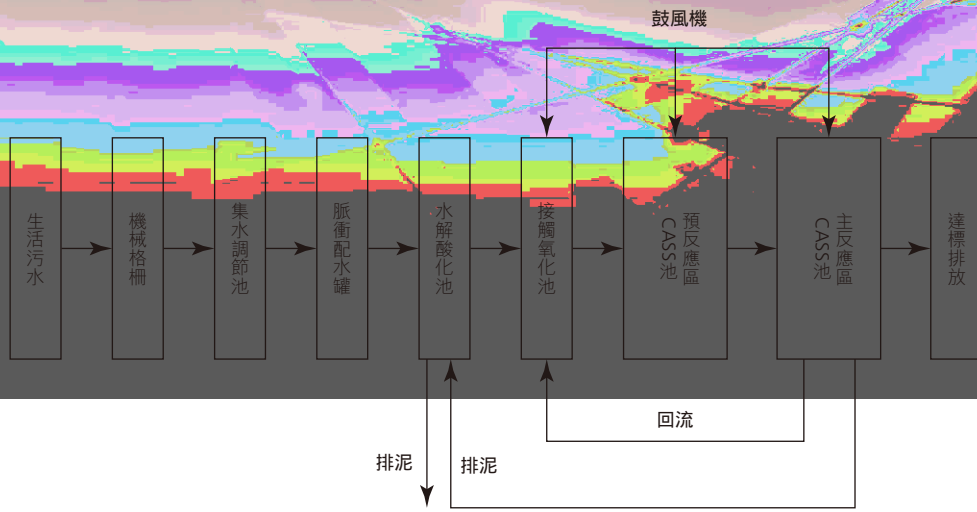 鼓風機
生活污水
機械格柵
集水調節池
脈衝配水罐
水解酸化池
接觸氧化池
預反應區
CASS池
主反應區
CASS池
達標排放
回流
排泥
排泥